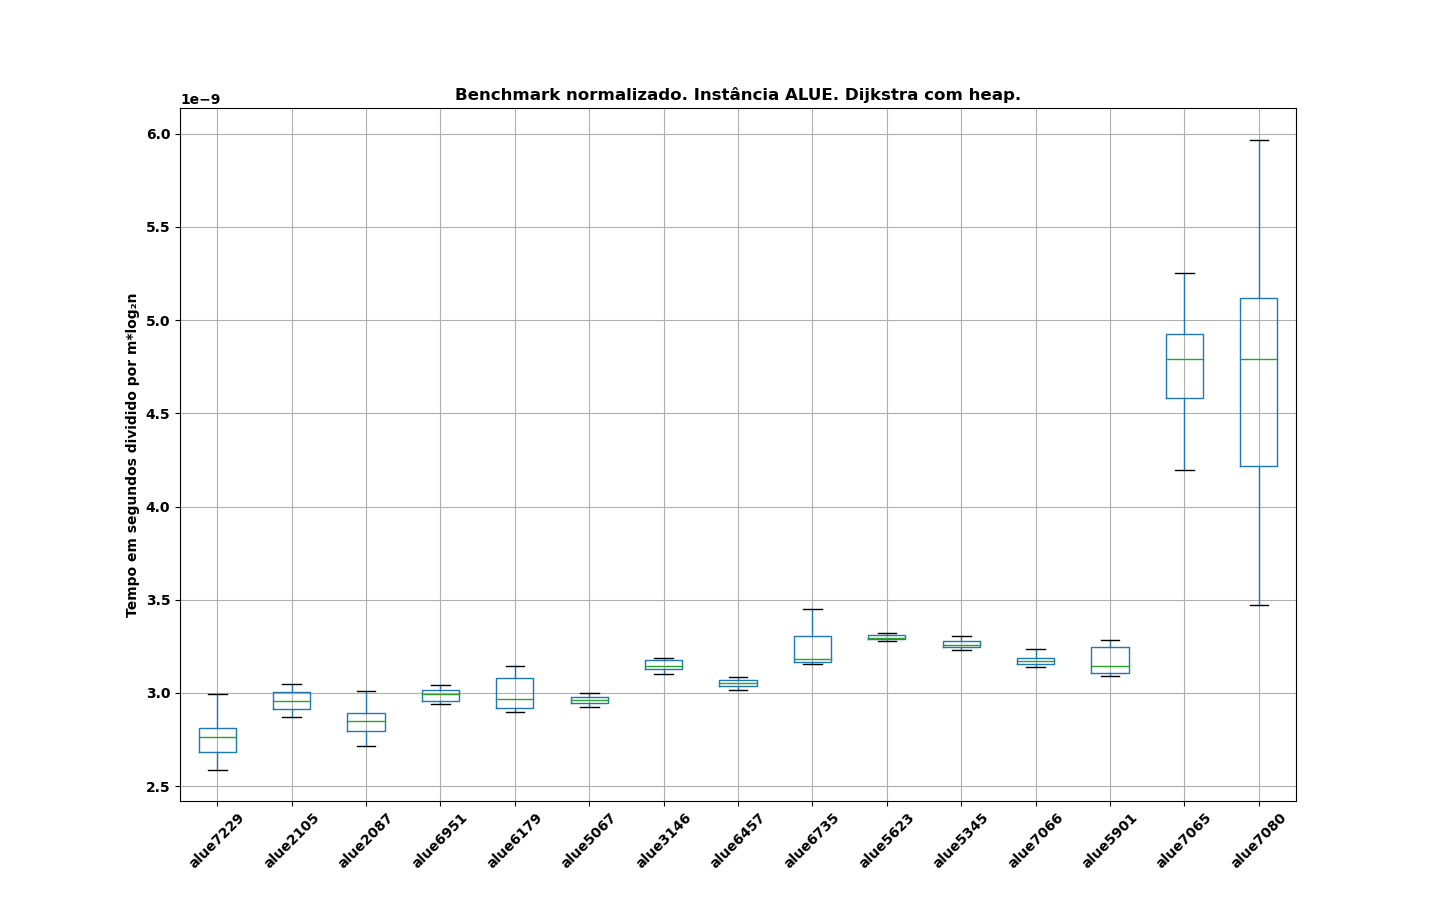 Benchmark normalizado. Instância ALUE. Dijkstra com heap.
1e−9
6.0
5.5
5.0
4.5
4.0
3.5
3.0
2.5
Tempo em segundos dividido por m*log₂n
alue7229
alue2105
alue2087
alue6951
alue6179
alue5067
alue3146
alue6457
alue6735
alue5623
alue5345
alue7066
alue5901
alue7065
alue7080